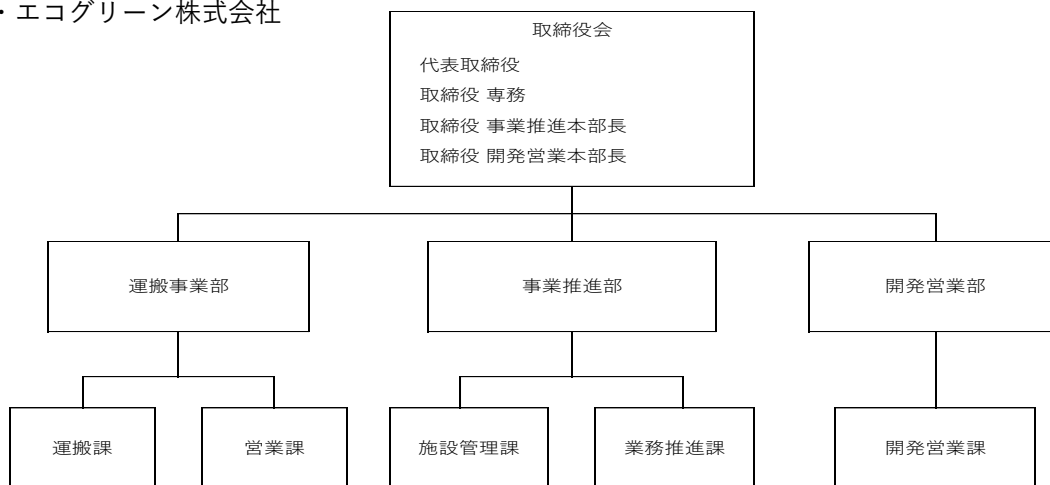 ・エコグリーン株式会社
取締役会
代表取締役
取締役 専務
取締役 事業推進本部長
取締役 開発営業本部長
運搬事業部
事業推進部
開発営業部
運搬課
営業課
施設管理課
業務推進課
開発営業課